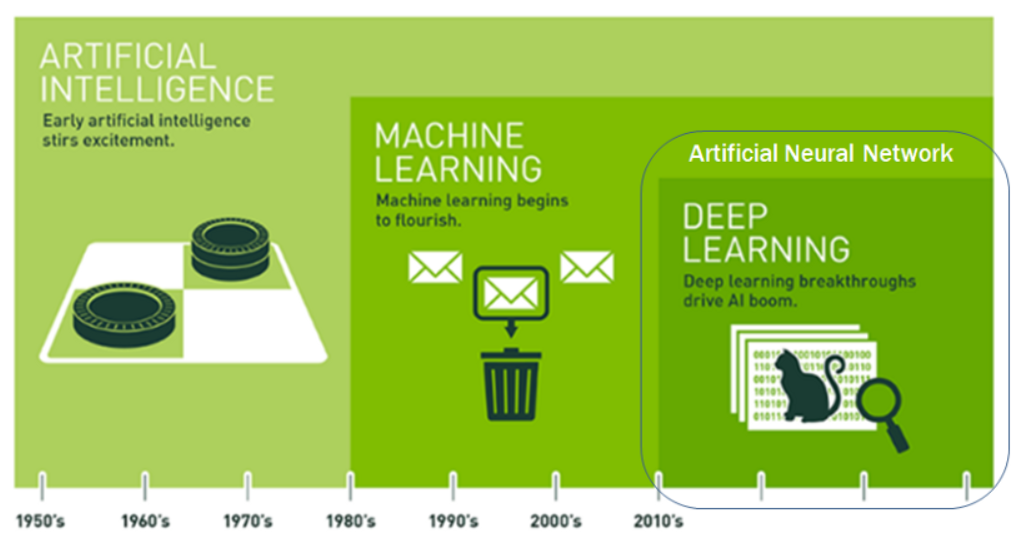 ARTIFICIAL
INTELLIGENCE
Early artificial intelligence
stirs excitement.
MACHINE
LEARNING
Machine learning begins
to flourish.
Artificial Neural Network
DEEP
LEARNING
Deep learning breakthroughs
drive AI boom.
1950's
1960's
1970's
1980's
1990's
2000's
2010's